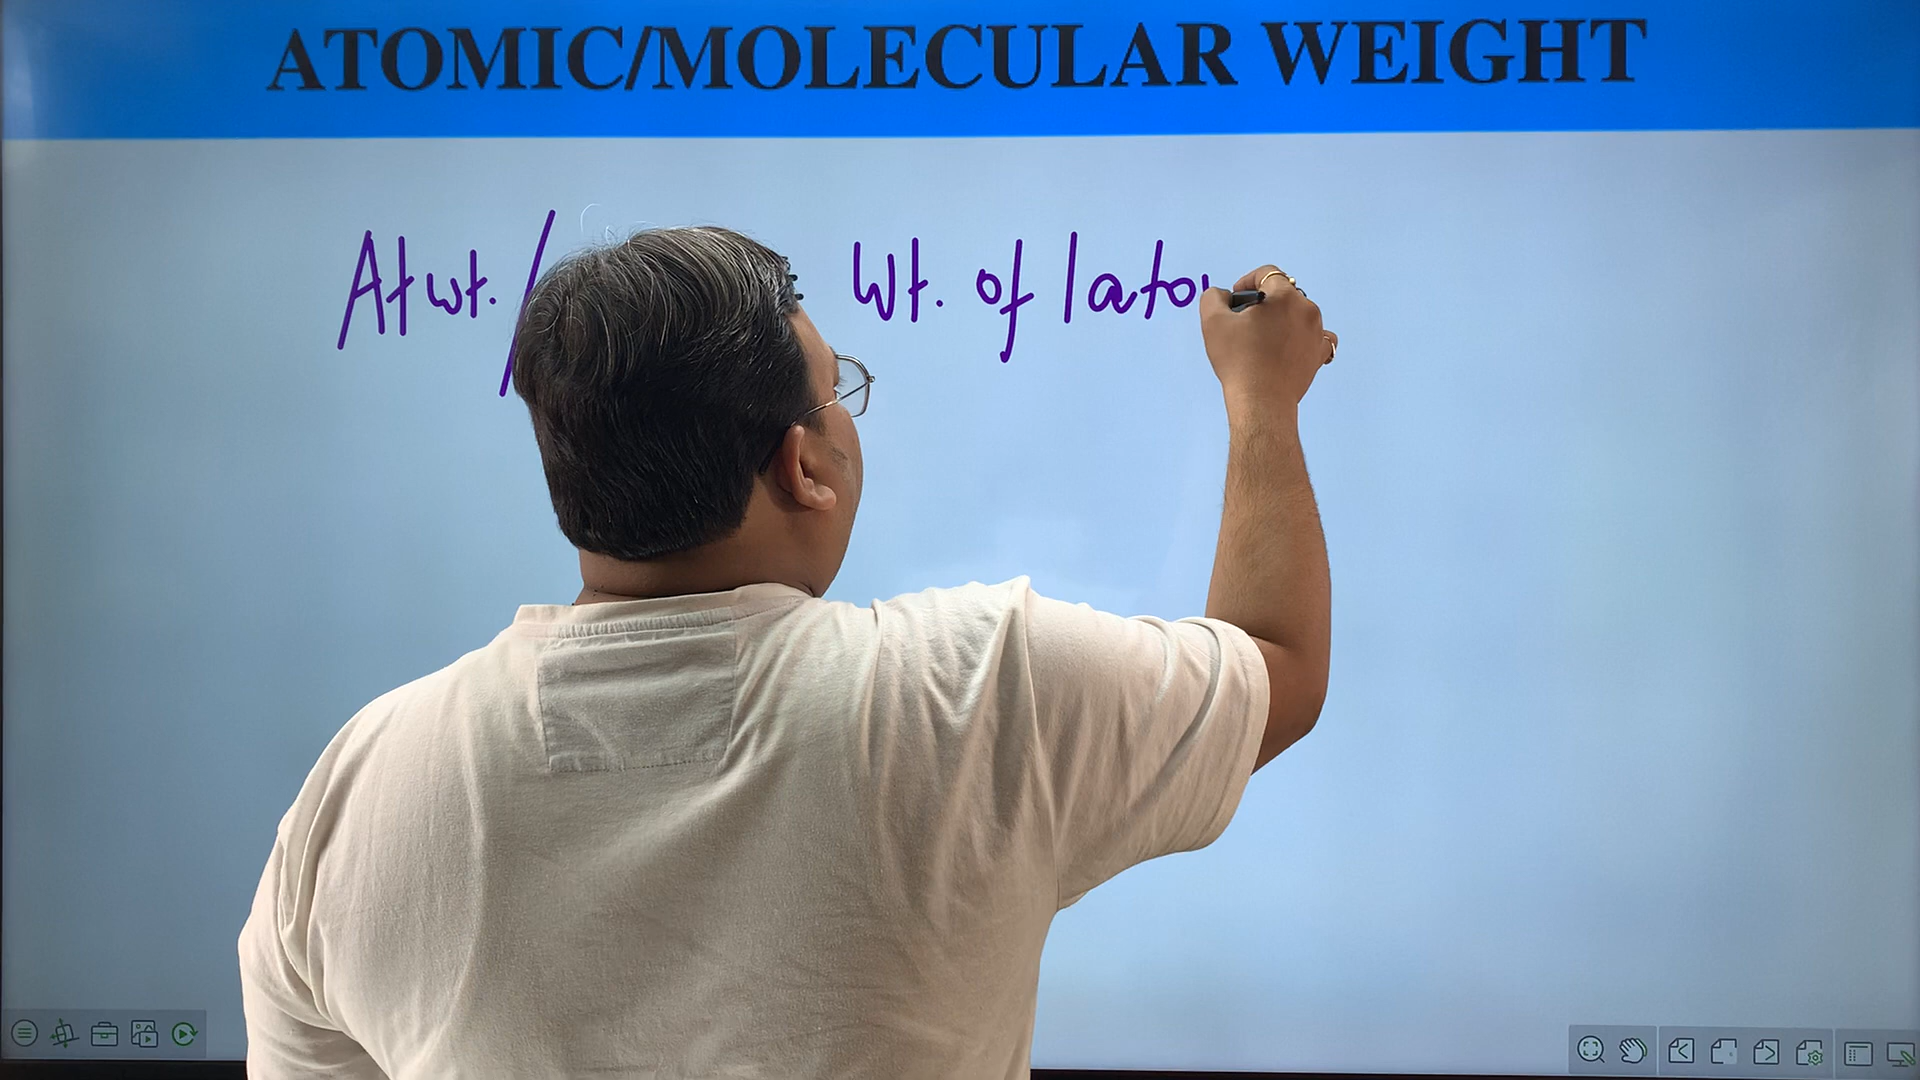 ATOMIC/MOLECULAR WEIGHT
At wt. / Wt. of 1 ato